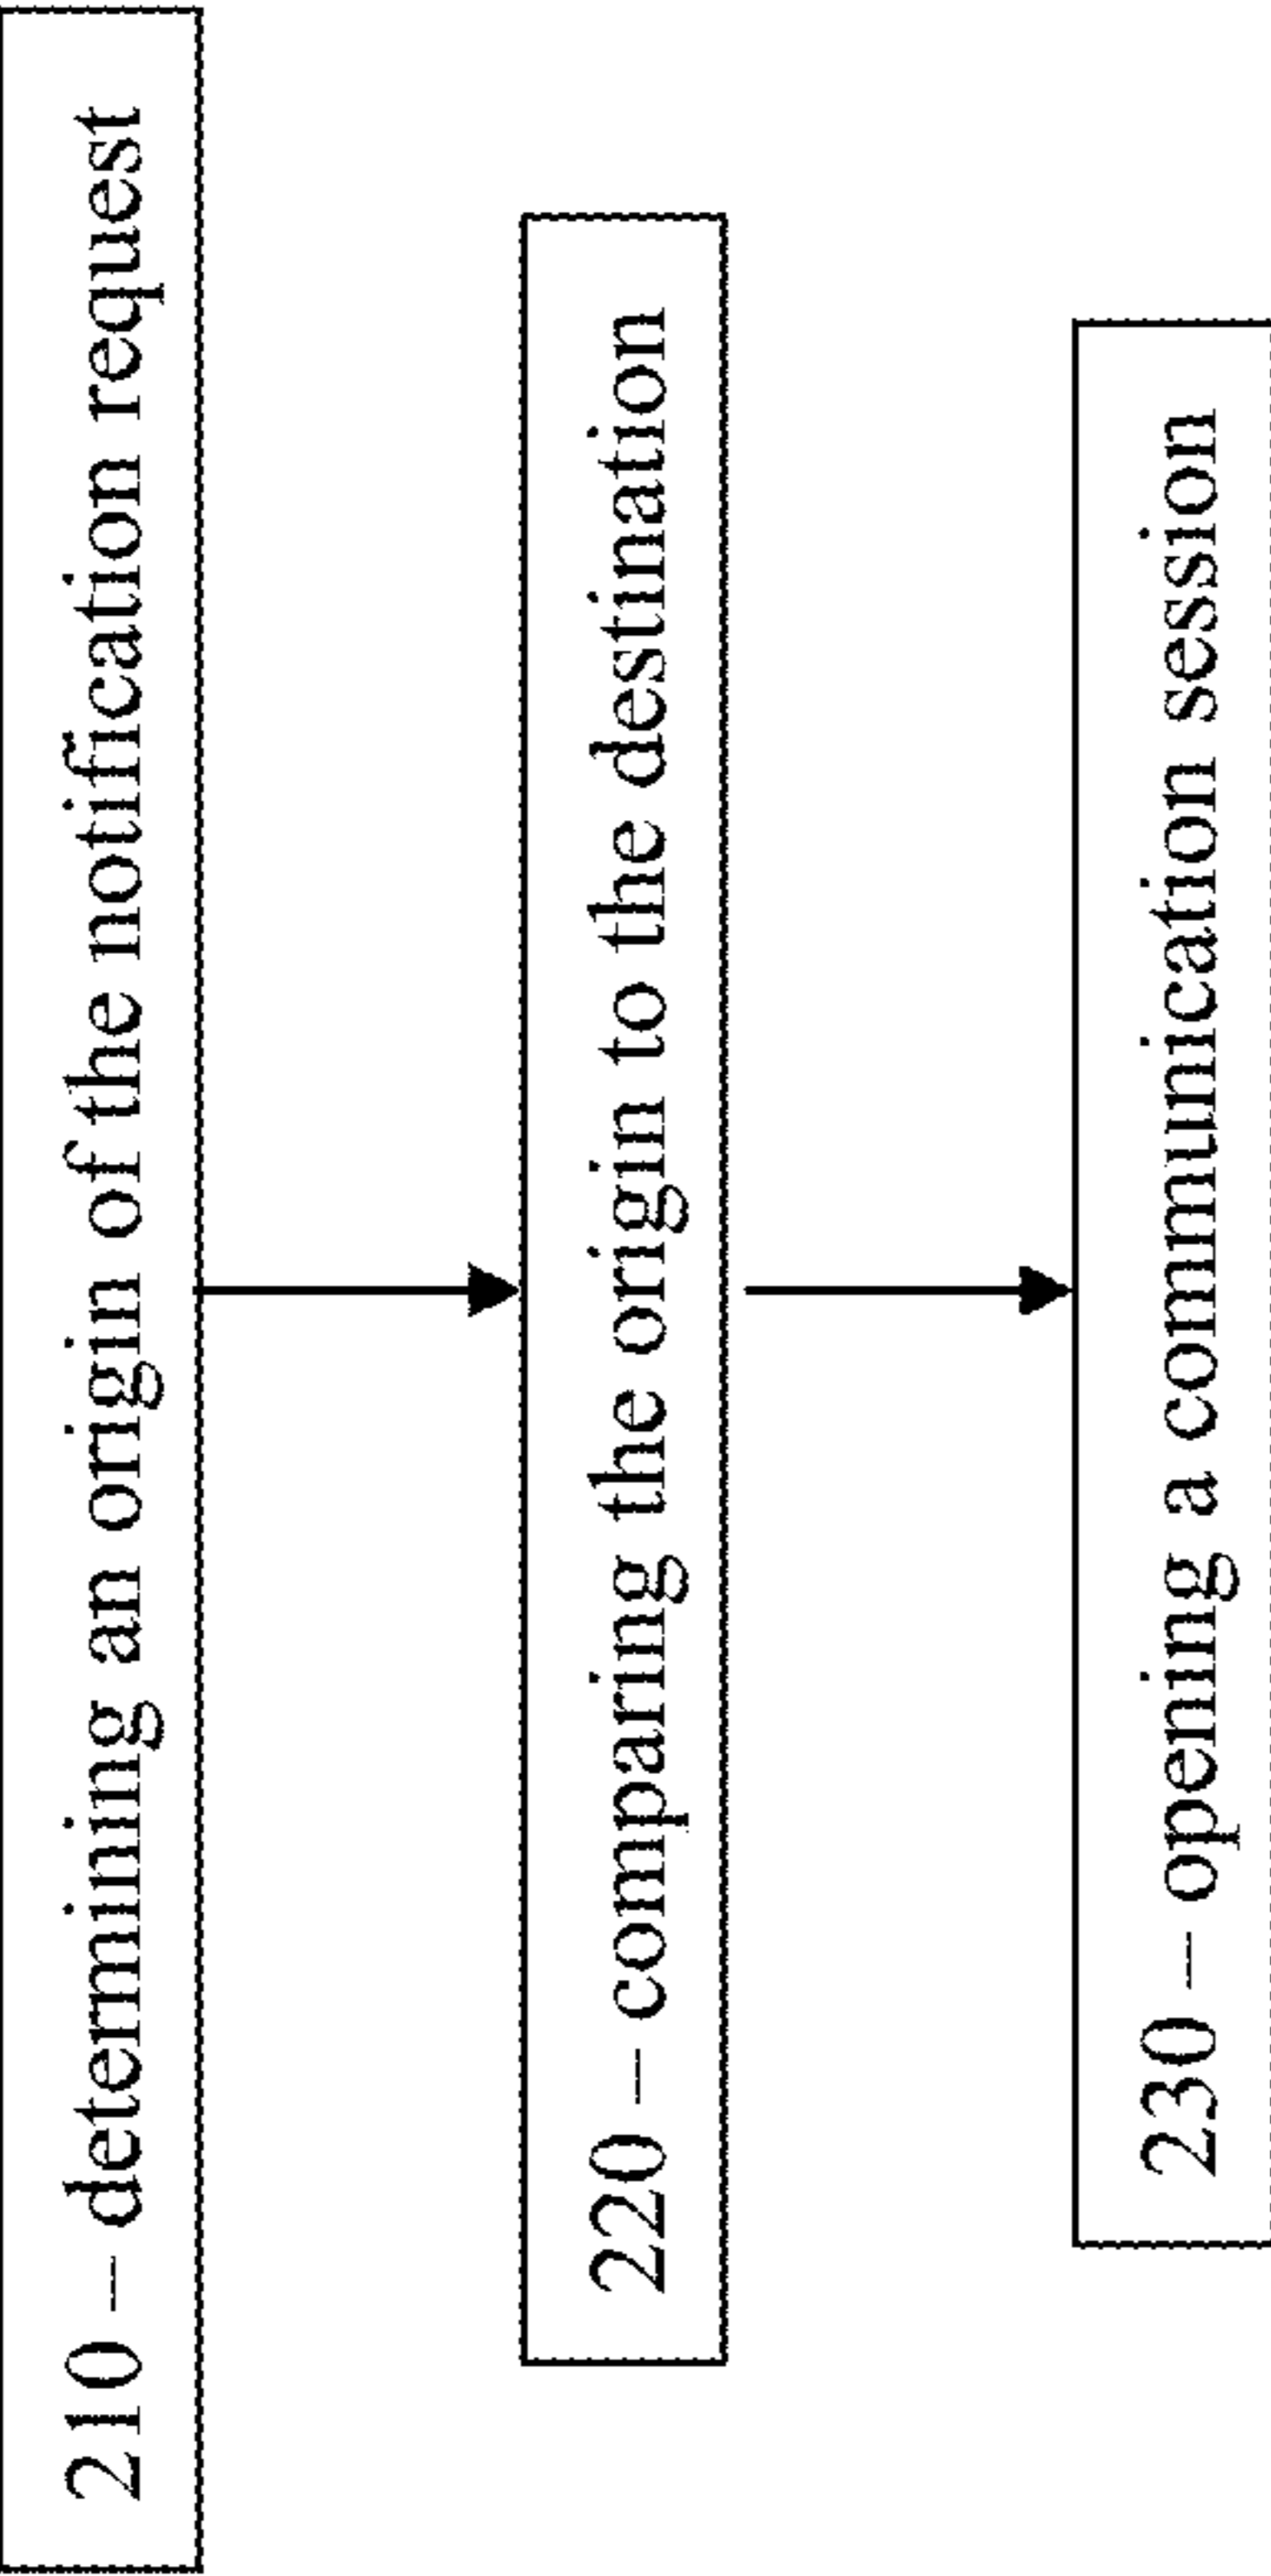 210 – determining an origin of the notification request
220 – comparing the origin to the destination
230 – opening a communication session